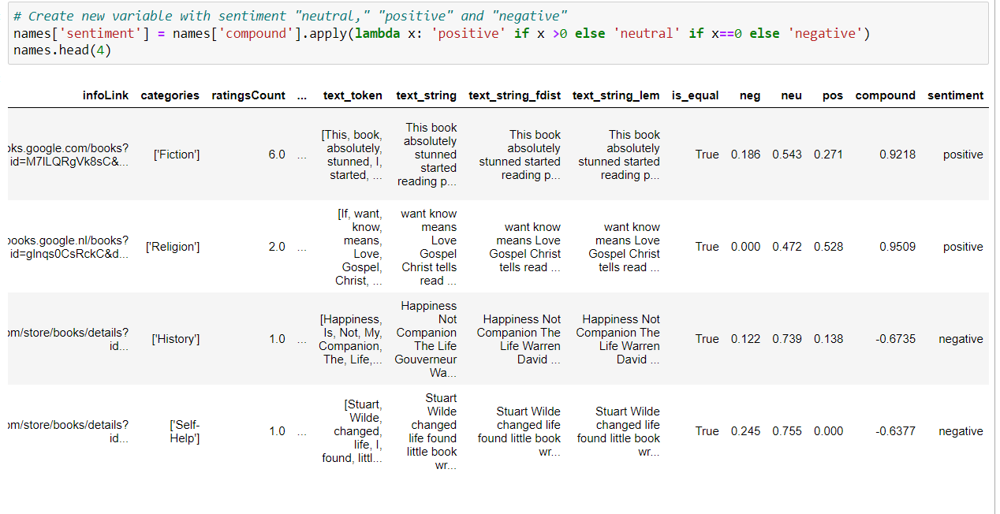 # Create new variable with sentiment "neutral," "positive" and "negative"
names['sentiment'] = names['compound'].apply(lambda x: 'positive' if x >0 else 'neutral' if x==0 else 'negative')
names.head(4)
infoLink categories ratingsCount ... text_token text_string text_string_fdist text_string_lem is_equal neg neu pos compound sentiment
oks.google.com/books?
id=M7ILQRgVk8sC&...
['Fiction']
6.0
...
[This, book,
absolutely,
stunned, I,
started, ...
This book
absolutely
stunned
started
reading p...
This book
absolutely
stunned started
reading p...
This book
absolutely
stunned started
reading p...
True 0.186 0.543 0.271 0.9218 positive
books.google.nl/books?
id=glnqs0CsRckC&d...
['Religion']
2.0
...
[If, want,
know,
means,
Love,
Gospel,
Christ, ...
want know
means
Love
Gospel
Christ tells
read ...
want know
means Love
Gospel Christ
tells read ...
want know
means Love
Gospel Christ
tells read ...
True 0.000 0.472 0.528 0.9509 positive
om/store/books/details?
id...
['History']
1.0
...
[Happiness,
Is, Not, My,
Companion,
The, Life,...
Happiness
Not
Companion
The Life
Gouverneur
Wa...
Happiness Not
Companion The
Life Warren
David ...
Happiness Not
Companion The
Life Warren
David ...
True 0.122 0.739 0.138 -0.6735 negative
om/store/books/details?
id...
['Self-
Help']
1.0
...
[Stuart,
Wilde,
changed,
life, I,
found, littl...
Stuart
Wilde
changed
life found
little book
wr...
Stuart Wilde
changed life
found little book
wr...
Stuart Wilde
changed life
found little book
wr...
True 0.245 0.755 0.000 -0.6377 negative